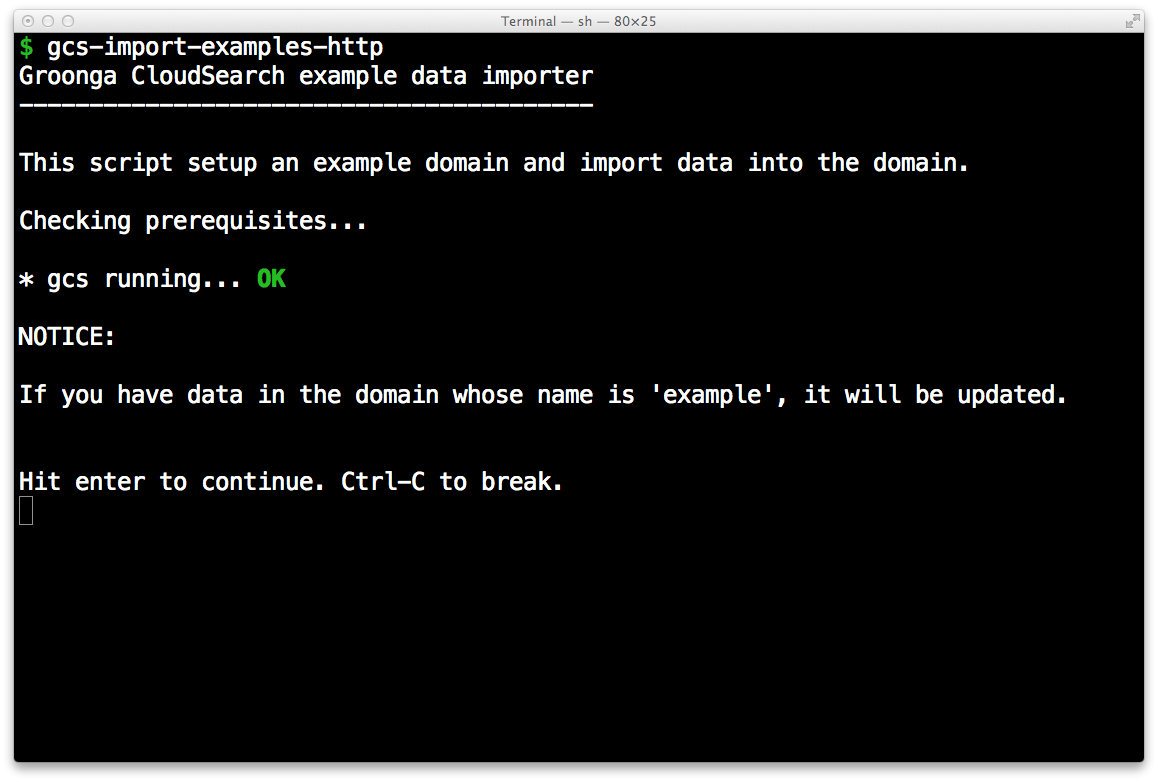 Terminal — sh — 80×25
$ gcs-import-examples-http
Groonga CloudSearch example data importer
-----------------------------------------
This script setup an example domain and import data into the domain.
Checking prerequisites...
* gcs running... OK
NOTICE:
If you have data in the domain whose name is 'example', it will be updated.
Hit enter to continue. Ctrl-C to break.